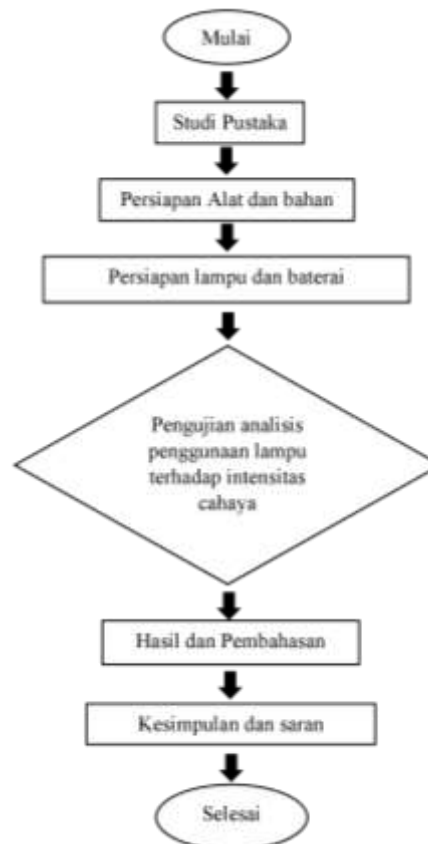 Mulai
Studi Pustaka
Persiapan Alat dan bahan
Persiapan lampu dan baterai
Pengujian analisis
penggunaan lampu
terhadap intensitas
cahaya
Hasil dan Pembahasan
Kesimpulan dan saran
Selesai